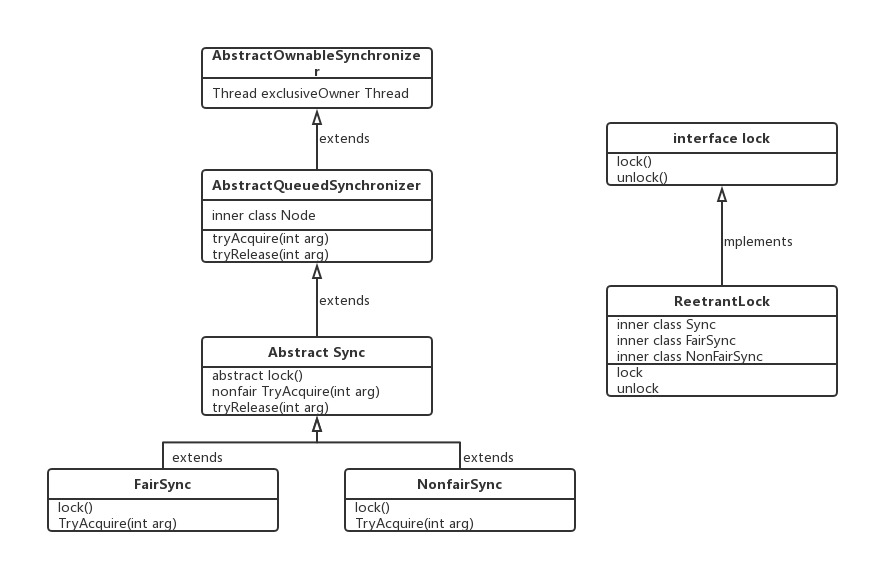 AbstractOwnableSynchronize
r
Thread exclusiveOwner Thread
extends
AbstractQueuedSynchronizer
inner class Node
tryAcquire(int arg)
tryRelease(int arg)
extends
Abstract Sync
abstract lock()
nonfair TryAcquire(int arg)
tryRelease(int arg)
extends
extends
FairSync
lock()
TryAcquire(int arg)
NonfairSync
lock()
TryAcquire(int arg)
interface lock
lock()
unlock()
mplements
ReetrantLock
inner class Sync
inner class FairSync
inner class NonFairSync
lock
unlock